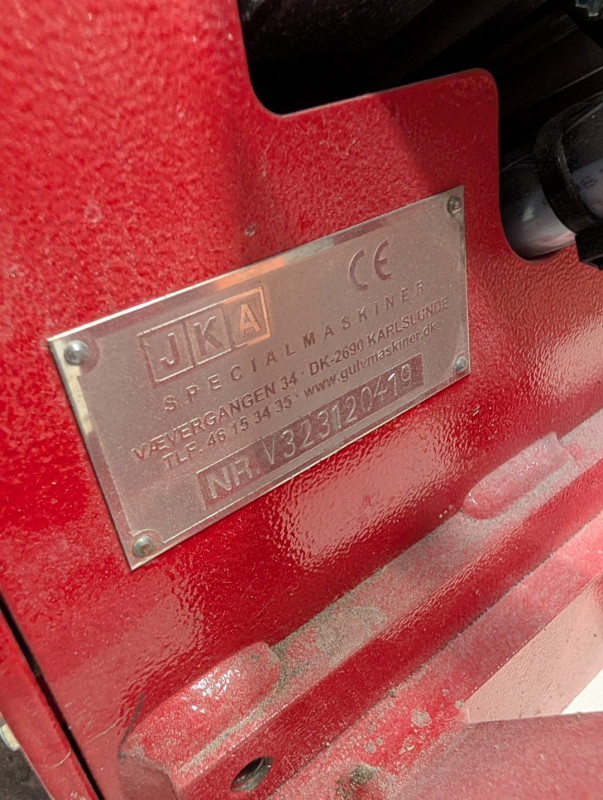 CE
JKA
SPECIALMASKINER
VÆVERGANGEN 34 · DK-2690 KARLSLUNDE
TLF. 46 15 34 35 · www.gulvmaskiner.dk
NR. V323120419